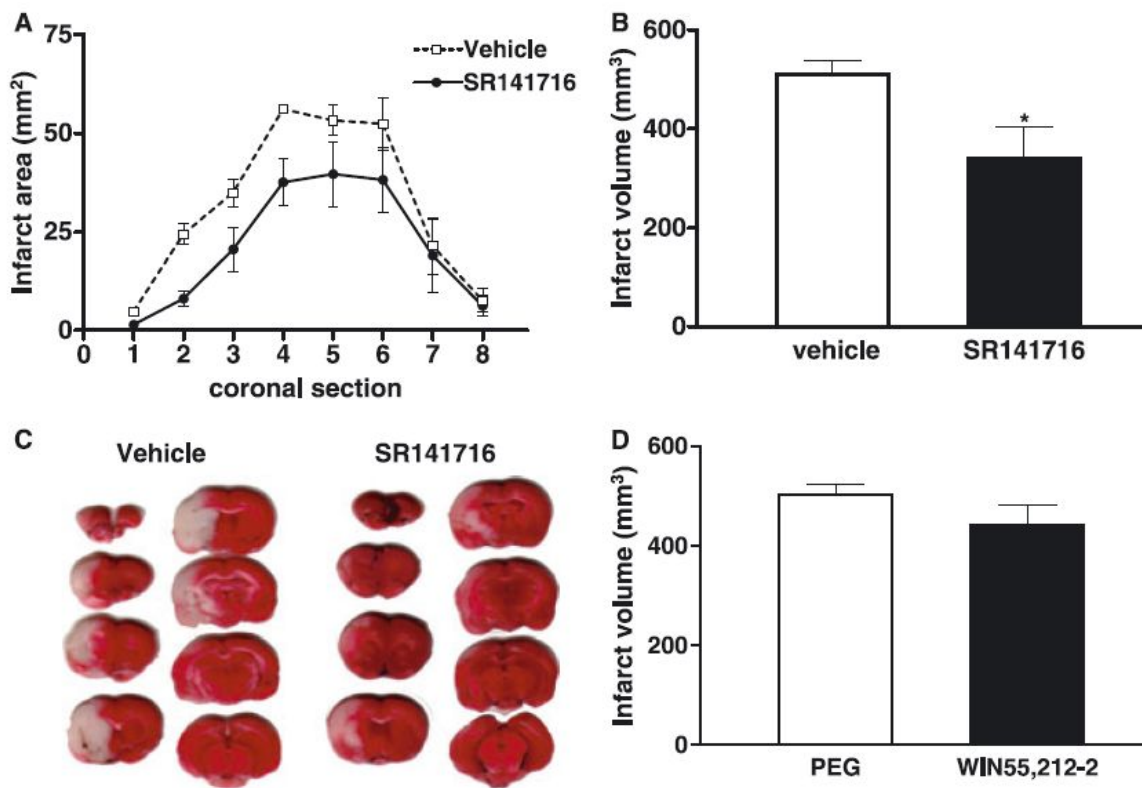 A
Infarct area (mm²)
75
50
25
0
0 1 2 3 4 5 6 7 8
coronal section
Vehicle
SR141716
B
Infarct volume (mm³)
600
400
200
0
*
vehicle SR141716
C
Vehicle SR141716
D
Infarct volume (mm³)
600
400
200
0
PEG WIN55,212-2